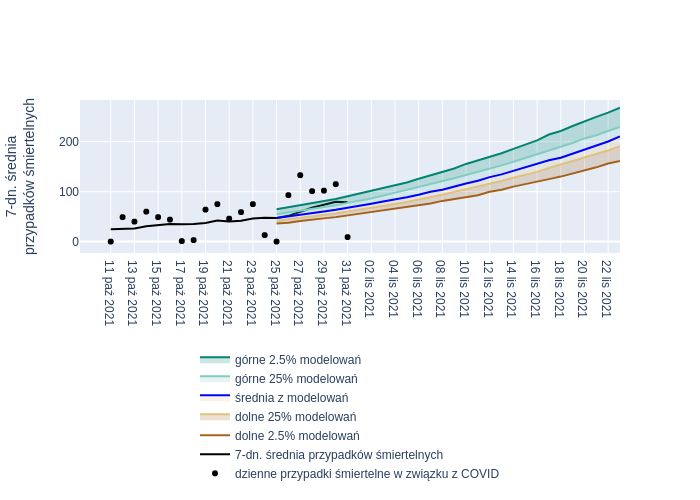 7-dn. średnia
przypadków śmiertelnych
200
100
0
11 paź 2021
13 paź 2021
15 paź 2021
17 paź 2021
19 paź 2021
21 paź 2021
23 paź 2021
25 paź 2021
27 paź 2021
29 paź 2021
31 paź 2021
02 lis 2021
04 lis 2021
06 lis 2021
08 lis 2021
10 lis 2021
12 lis 2021
14 lis 2021
16 lis 2021
18 lis 2021
20 lis 2021
22 lis 2021
górne 2.5% modelowań
górne 25% modelowań
średnia z modelowań
dolne 25% modelowań
dolne 2.5% modelowań
7-dn. średnia przypadków śmiertelnych
dzienne przypadki śmiertelne w związku z COVID